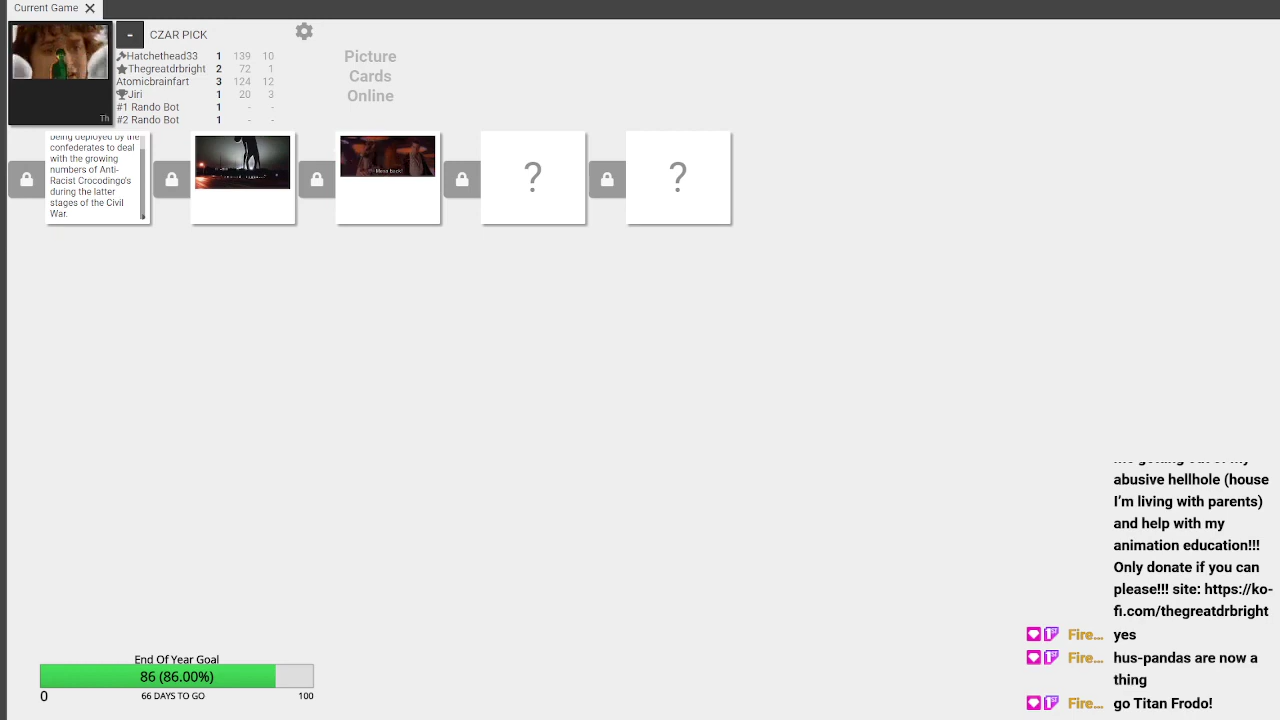 Current Game
- CZAR PICK
Hatchethead33 1 139 10
Thegreatdrbright 2 72 1
Atomicbrainfart 3 124 12
Jiri 1 20 3
#1 Rando Bot 1 - -
#2 Rando Bot 1 - -
Th
Picture
Cards
Online
being deployed by the
confederates to deal
with the growing
numbers of Anti-
Racist Crocodingo's
during the latter
stages of the Civil
War.
?
?
abusive hellhole (house
I'm living with parents)
and help with my
animation education!!!
Only donate if you can
please!!! site: https://ko-
fi.com/thegreatdrbright
Fire... yes
Fire... hus-pandas are now a
thing
Fire... go Titan Frodo!
End Of Year Goal
86 (86.00%)
0 66 DAYS TO GO 100